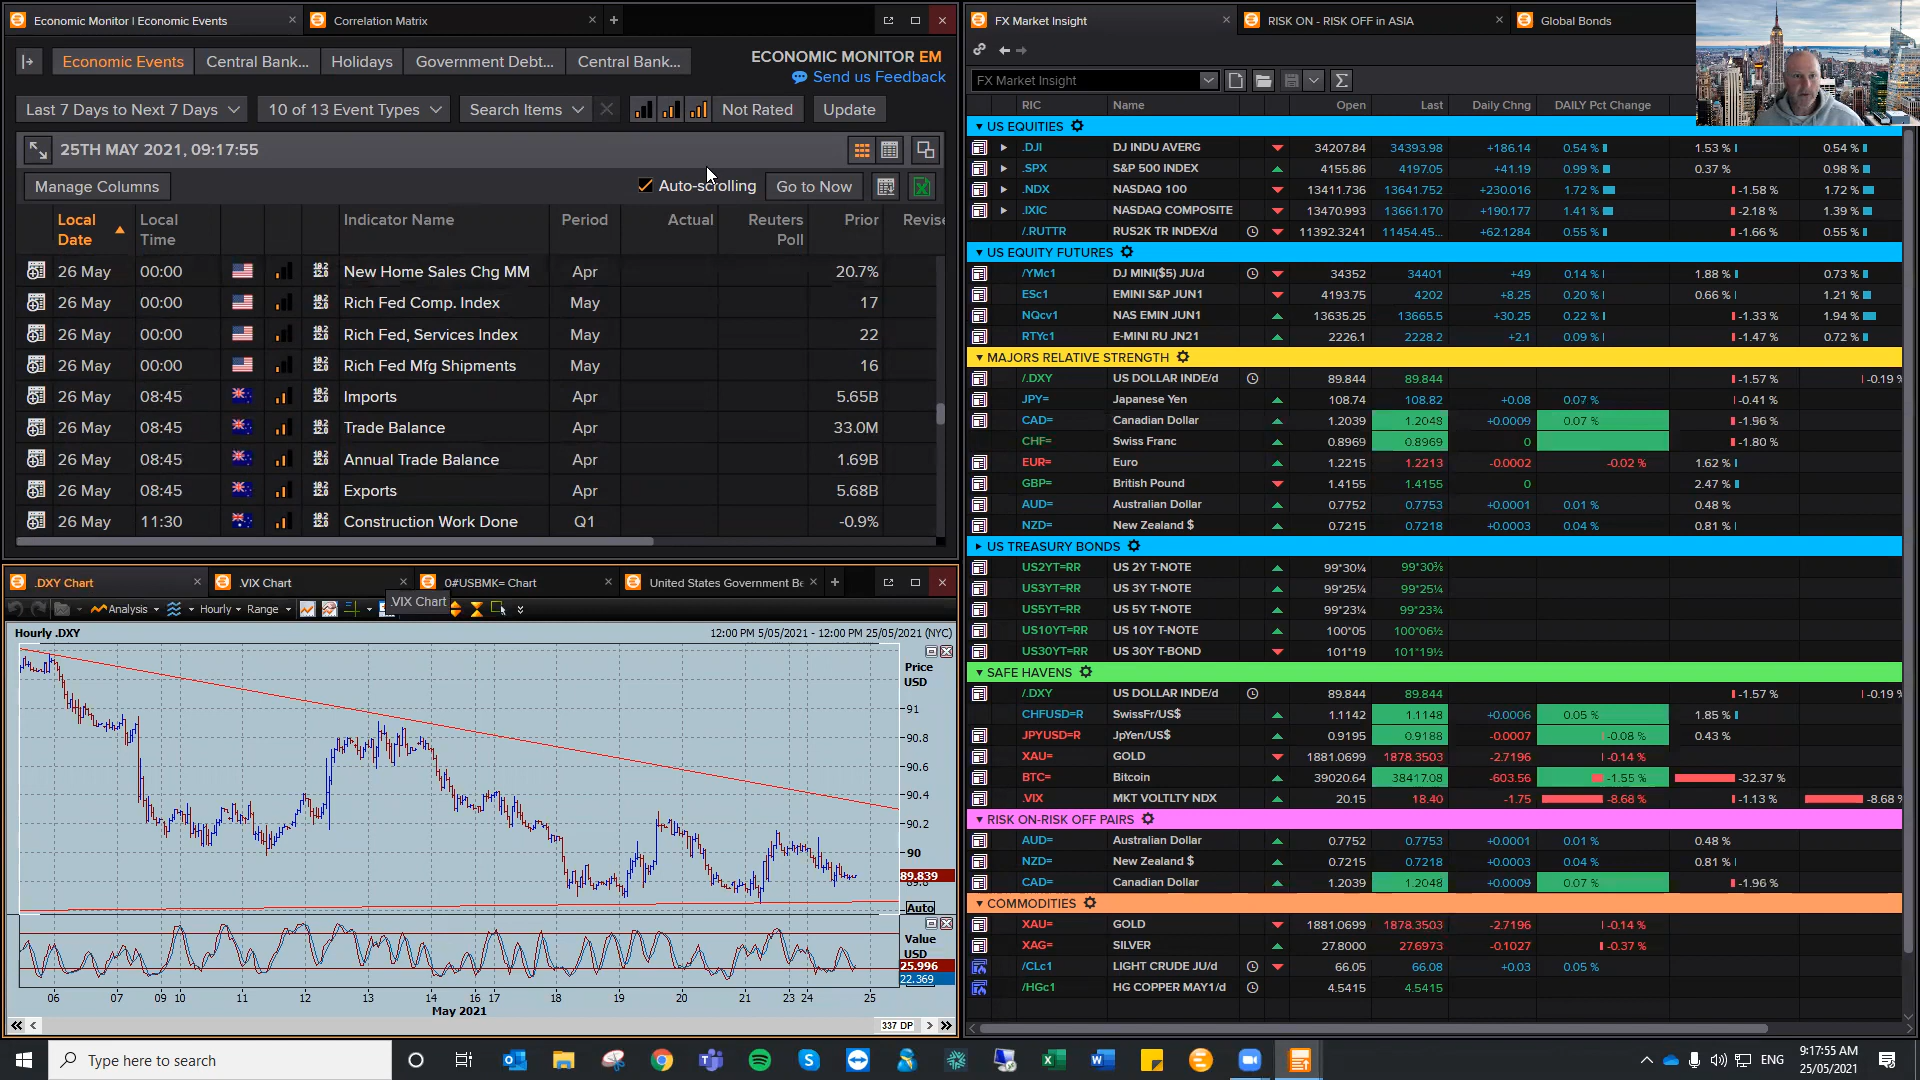 Economic Monitor | Economic Events
Correlation Matrix
Economic Events
Central Bank...
Holidays
Government Debt...
Central Bank...
ECONOMIC MONITOR EM
Send us Feedback
Last 7 Days to Next 7 Days
10 of 13 Event Types
Search Items
Not Rated
Update
25TH MAY 2021, 09:17:55
Manage Columns
Auto-scrolling
Go to Now
Local Date
Local Time
Indicator Name
Period
Actual
Reuters Poll
Prior
Revise
26 May 00:00 New Home Sales Chg MM Apr 20.7%
26 May 00:00 Rich Fed Comp. Index May 17
26 May 00:00 Rich Fed, Services Index May 22
26 May 00:00 Rich Fed Mfg Shipments May 16
26 May 08:45 Imports Apr 5.65B
26 May 08:45 Trade Balance Apr 33.0M
26 May 08:45 Annual Trade Balance Apr 1.69B
26 May 08:45 Exports Apr 5.68B
26 May 11:30 Construction Work Done Q1 -0.9%
.DXY Chart
.VIX Chart
0#USBMK= Chart
United States Government Be
Analysis
Hourly
Range
.VIX Chart
Hourly .DXY
12:00 PM 5/05/2021 - 12:00 PM 25/05/2021 (NYC)
Price
USD
91
90.8
90.6
90.4
90.2
90
89.839
89.8
Auto
Value
USD
25.996
22.369
06 07 09 10 11 12 13 14 16 17 18 19 20 21 23 24 25
May 2021
337 DP
FX Market Insight
RISK ON - RISK OFF in ASIA
Global Bonds
FX Market Insight
RIC Name Open Last Daily Chng DAILY Pct Change
US EQUITIES
.DJI DJ INDU AVERG 34207.84 34393.98 +186.14 0.54 % 1.53 % 0.54 %
.SPX S&P 500 INDEX 4155.86 4197.05 +41.19 0.99 % 0.37 % 0.98 %
.NDX NASDAQ 100 13411.736 13641.752 +230.016 1.72 % -1.58 % 1.72 %
.IXIC NASDAQ COMPOSITE 13470.993 13661.170 +190.177 1.41 % -2.18 % 1.39 %
/.RUTTR RUS2K TR INDEX/d 11392.3241 11454.45... +62.1284 0.55 % -1.66 % 0.55 %
US EQUITY FUTURES
/YMc1 DJ MINI($5) JU/d 34352 34401 +49 0.14 % 1.88 % 0.73 %
ESc1 EMINI S&P JUN1 4193.75 4202 +8.25 0.20 % 0.66 % 1.21 %
NQcv1 NAS EMIN JUN1 13635.25 13665.5 +30.25 0.22 % -1.33 % 1.94 %
RTYc1 E-MINI RU JN21 2226.1 2228.2 +2.1 0.09 % -1.47 % 0.72 %
MAJORS RELATIVE STRENGTH
/.DXY US DOLLAR INDE/d 89.844 89.844 -1.57 % -0.19 %
JPY= Japanese Yen 108.74 108.82 +0.08 0.07 % -0.41 %
CAD= Canadian Dollar 1.2039 1.2048 +0.0009 0.07 % -1.96 %
CHF= Swiss Franc 0.8969 0.8969 0 -1.80 %
EUR= Euro 1.2215 1.2213 -0.0002 -0.02 % 1.62 %
GBP= British Pound 1.4155 1.4155 0 2.47 %
AUD= Australian Dollar 0.7752 0.7753 +0.0001 0.01 % 0.48 %
NZD= New Zealand $ 0.7215 0.7218 +0.0003 0.04 % 0.81 %
US TREASURY BONDS
US2YT=RR US 2Y T-NOTE 99*30¼
US3YT=RR US 3Y T-NOTE 99*25¼ 99*25¼
US5YT=RR US 5Y T-NOTE 99*23¼ 99*23¾
US10YT=RR US 10Y T-NOTE 100*05 100*06½
US30YT=RR US 30Y T-BOND 101*19 101*19½
SAFE HAVENS
/.DXY US DOLLAR INDE/d 89.844 89.844 -1.57 % -0.19 %
CHFUSD=R SwissFr/US$ 1.1142 1.1148 +0.0006 0.05 % 1.85 %
JPYUSD=R JpYen/US$ 0.9195 0.9188 -0.0007 -0.08 % 0.43 %
XAU= GOLD 1881.0699 1878.3503 -2.7196 -0.14 %
BTC= Bitcoin 39020.64 38417.08 -603.56 -1.55 % -32.37 %
.VIX MKT VOLTLTY NDX 20.15 18.40 -1.75 -8.68 % -1.13 % -8.68 %
RISK ON-RISK OFF PAIRS
AUD= Australian Dollar 0.7752 0.7753 +0.0001 0.01 % 0.48 %
NZD= New Zealand $ 0.7215 0.7218 +0.0003 0.04 % 0.81 %
CAD= Canadian Dollar 1.2039 1.2048 +0.0009 0.07 % -1.96 %
COMMODITIES
XAU= GOLD 1881.0699 1878.3503 -2.7196 -0.14 %
XAG= SILVER 27.8000 27.6973 -0.1027 -0.37 %
/CLc1 LIGHT CRUDE JU/d 66.05 66.08 +0.03 0.05 %
/HGc1 HG COPPER MAY1/d 4.5415 4.5415
Type here to search
ENG
9:17:55 AM
25/05/2021